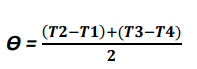 Ɵ = (T2−T1)+(T3−T4) / 2